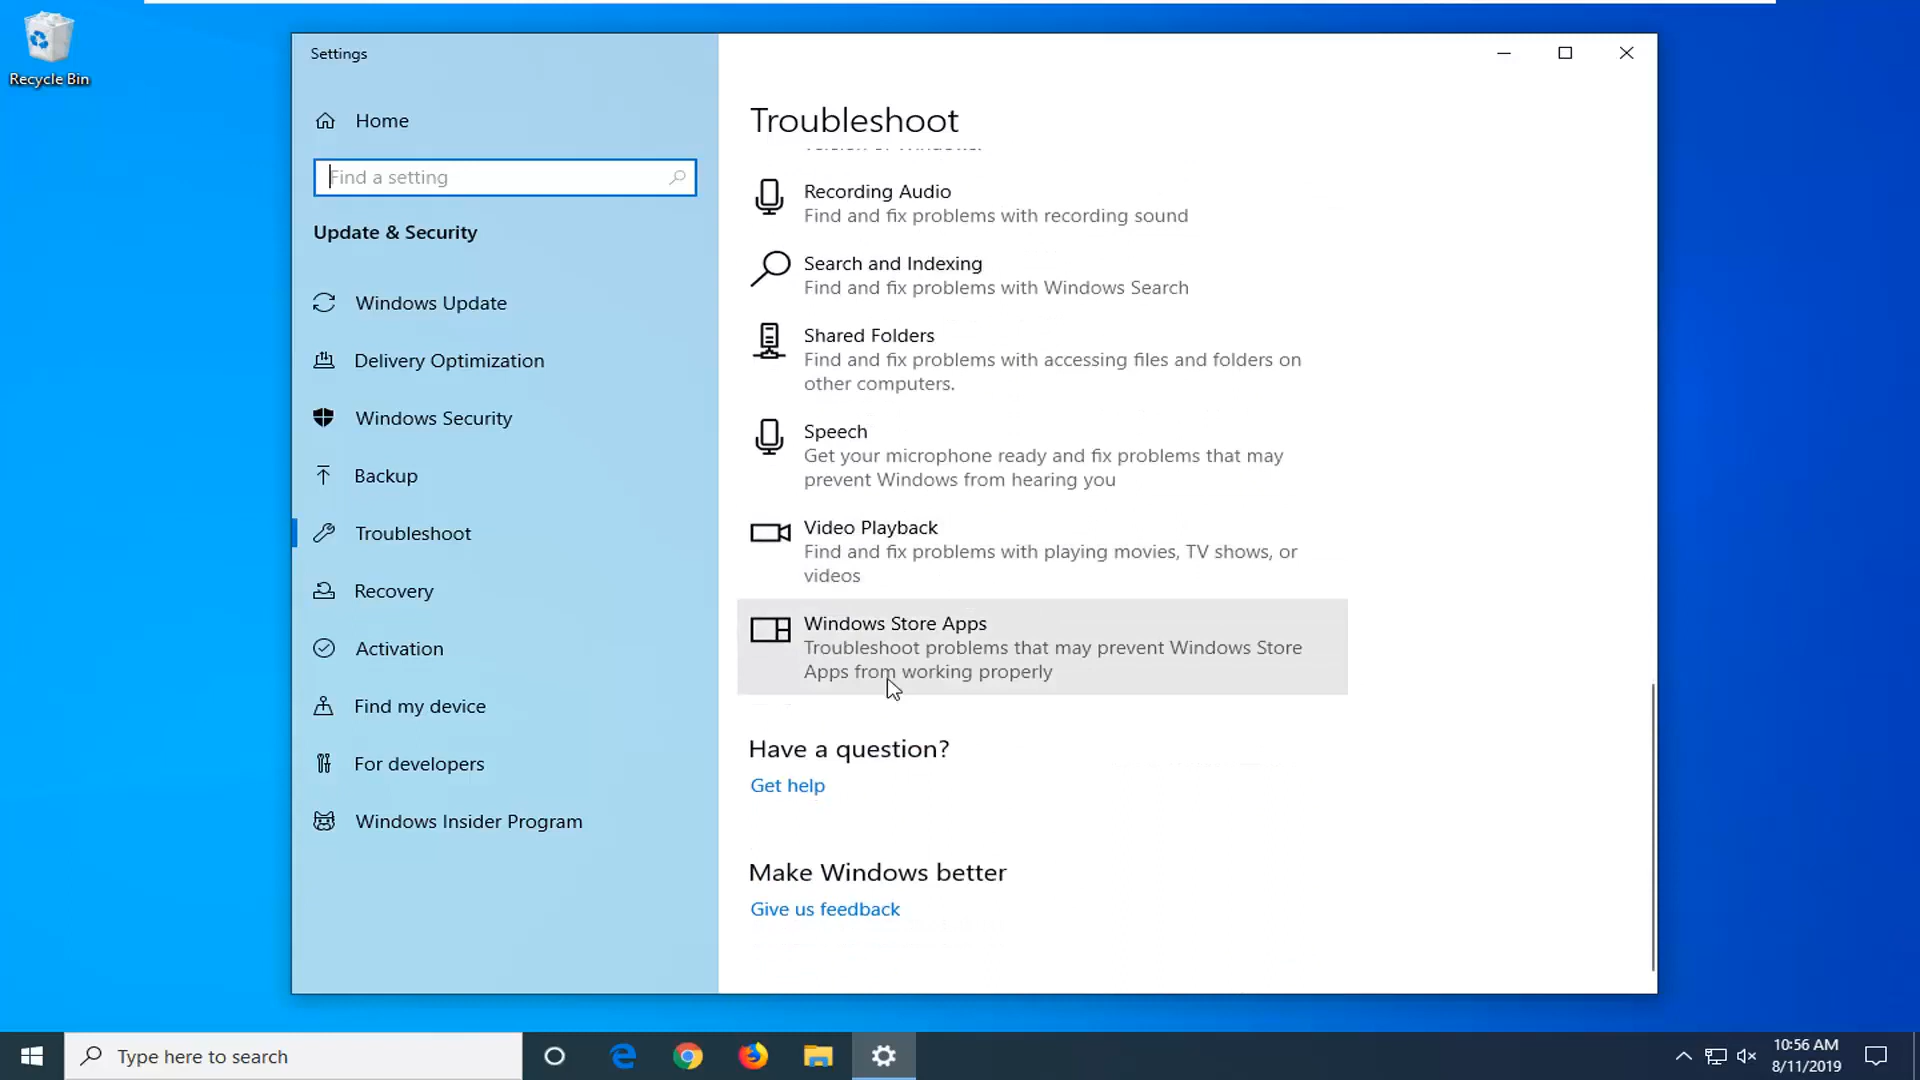 Recycle Bin
Settings
Home
Find a setting
Update & Security
Windows Update
Delivery Optimization
Windows Security
Backup
Troubleshoot
Recovery
Activation
Find my device
For developers
Windows Insider Program
Troubleshoot
version of Windows.
Recording Audio
Find and fix problems with recording sound
Search and Indexing
Find and fix problems with Windows Search
Shared Folders
Find and fix problems with accessing files and folders on
other computers.
Speech
Get your microphone ready and fix problems that may
prevent Windows from hearing you
Video Playback
Find and fix problems with playing movies, TV shows, or
videos
Windows Store Apps
Troubleshoot problems that may prevent Windows Store
Apps from working properly
Have a question?
Get help
Make Windows better
Give us feedback
Type here to search
10:56 AM
8/11/2019